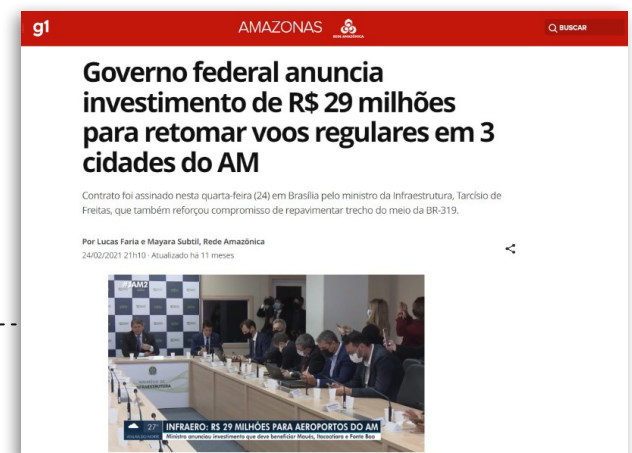 g1
AMAZONAS
BUSCAR
Governo federal anuncia
investimento de R$ 29 milhões
para retomar voos regulares em 3
cidades do AM
Contrato foi assinado nesta quarta-feira (24) em Brasília pelo ministro da Infraestrutura, Tarcísio de
Freitas, que também reforçou compromisso de repavimentar trecho do meio da BR-319.
Por Lucas Faria e Mayara Subtil, Rede Amazônica
24/02/2021 21h10 · Atualizado há 11 meses
#JAM2
INFRAESTRUTURA
27°
INFRAERO: R$ 29 MILHÕES PARA AEROPORTOS DO AM
Ministro anunciou investimento que deve beneficiar Maués, Itacoatiara e Fonte Boa